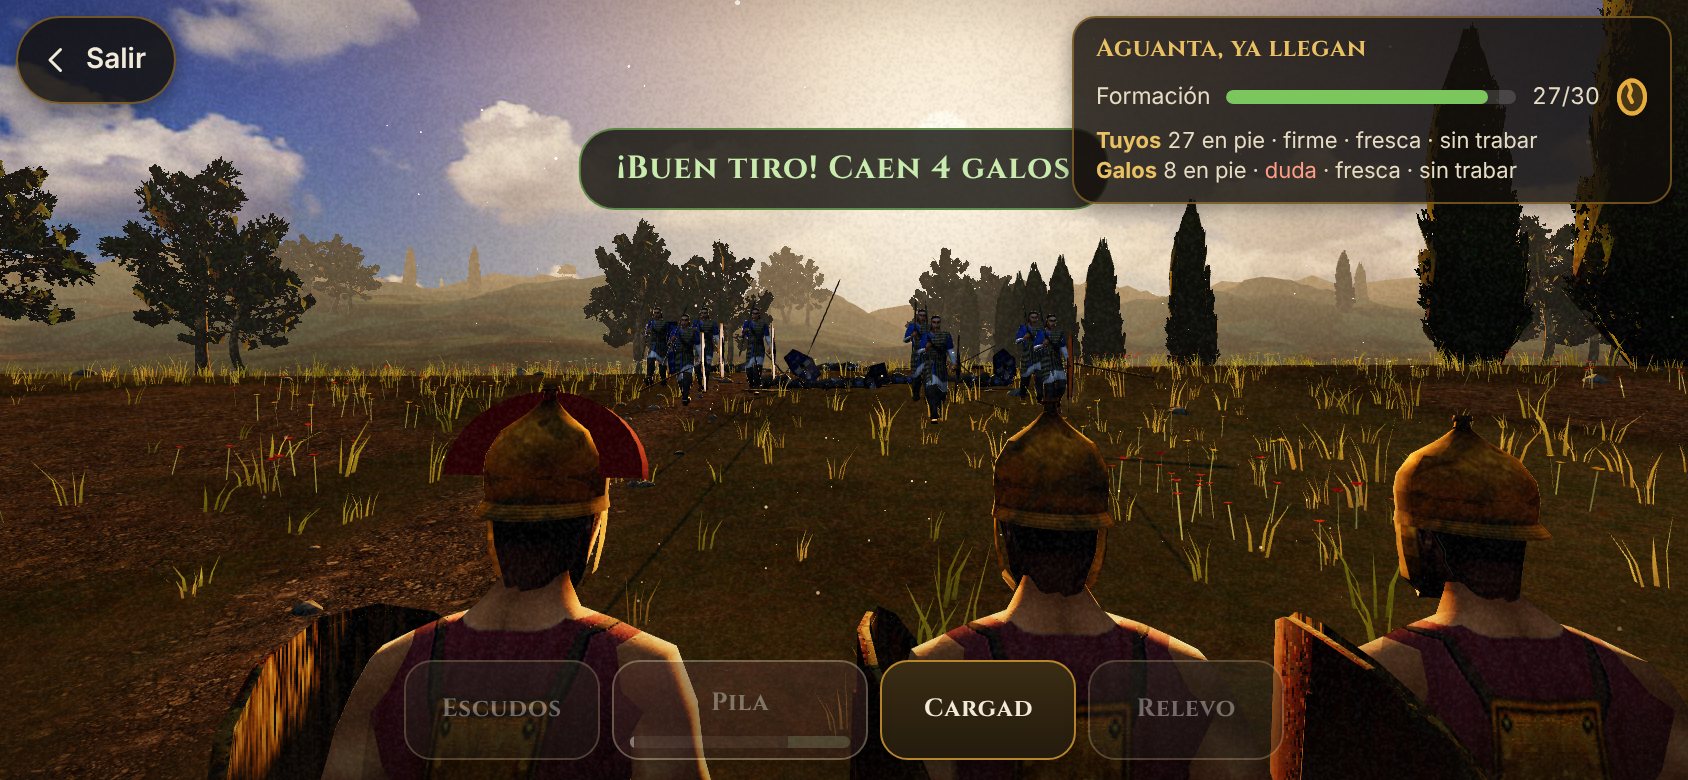 Salir
AGUANTA, YA LLEGAN
Formación 27/30
Tuyos 27 en pie · firme · fresca · sin trabar
Galos 8 en pie · duda · fresca · sin trabar
¡BUEN TIRO! CAEN 4 GALOS
ESCUDOS
PILA
CARGAD
RELEVO